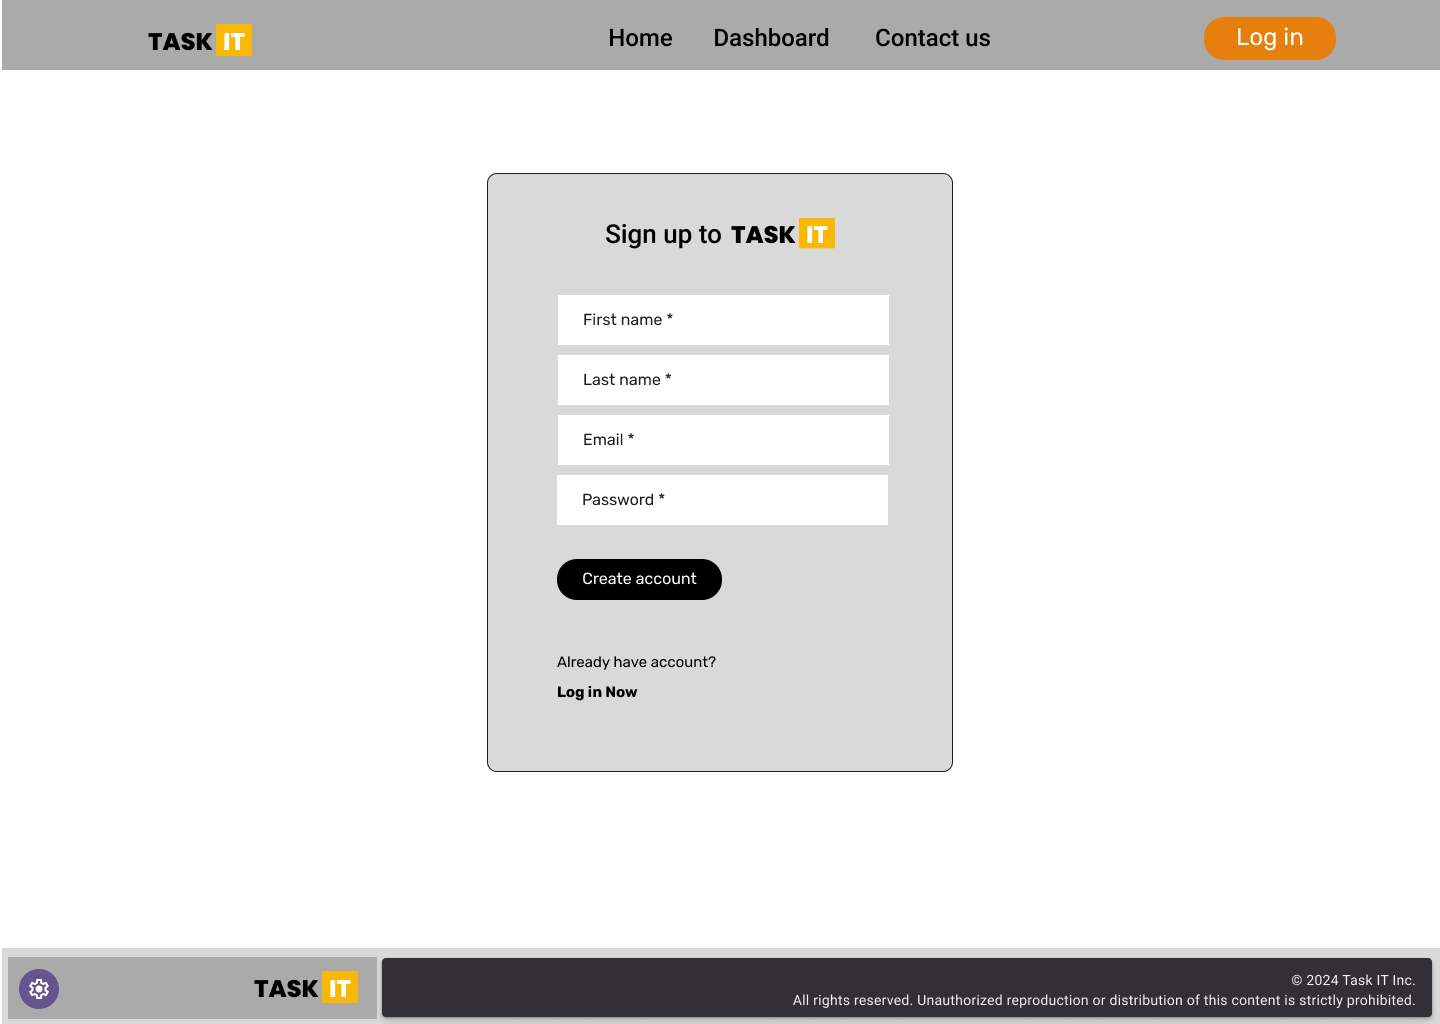 TASK IT Home Dashboard Contact us Log in
Sign up to TASK IT
First name *
Last name *
Email *
Password *
Create account
Already have account?
Log in Now
TASK IT
© 2024 Task IT Inc.
All rights reserved. Unauthorized reproduction or distribution of this content is strictly prohibited.